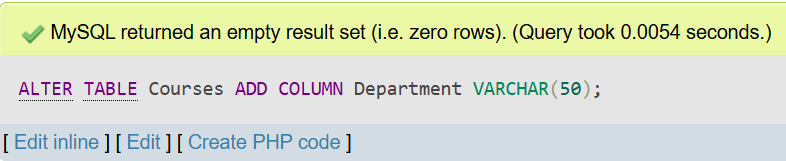 MySQL returned an empty result set (i.e. zero rows). (Query took 0.0054 seconds.)
ALTER TABLE Courses ADD COLUMN Department VARCHAR(50);
[ Edit inline ] [ Edit ] [ Create PHP code ]